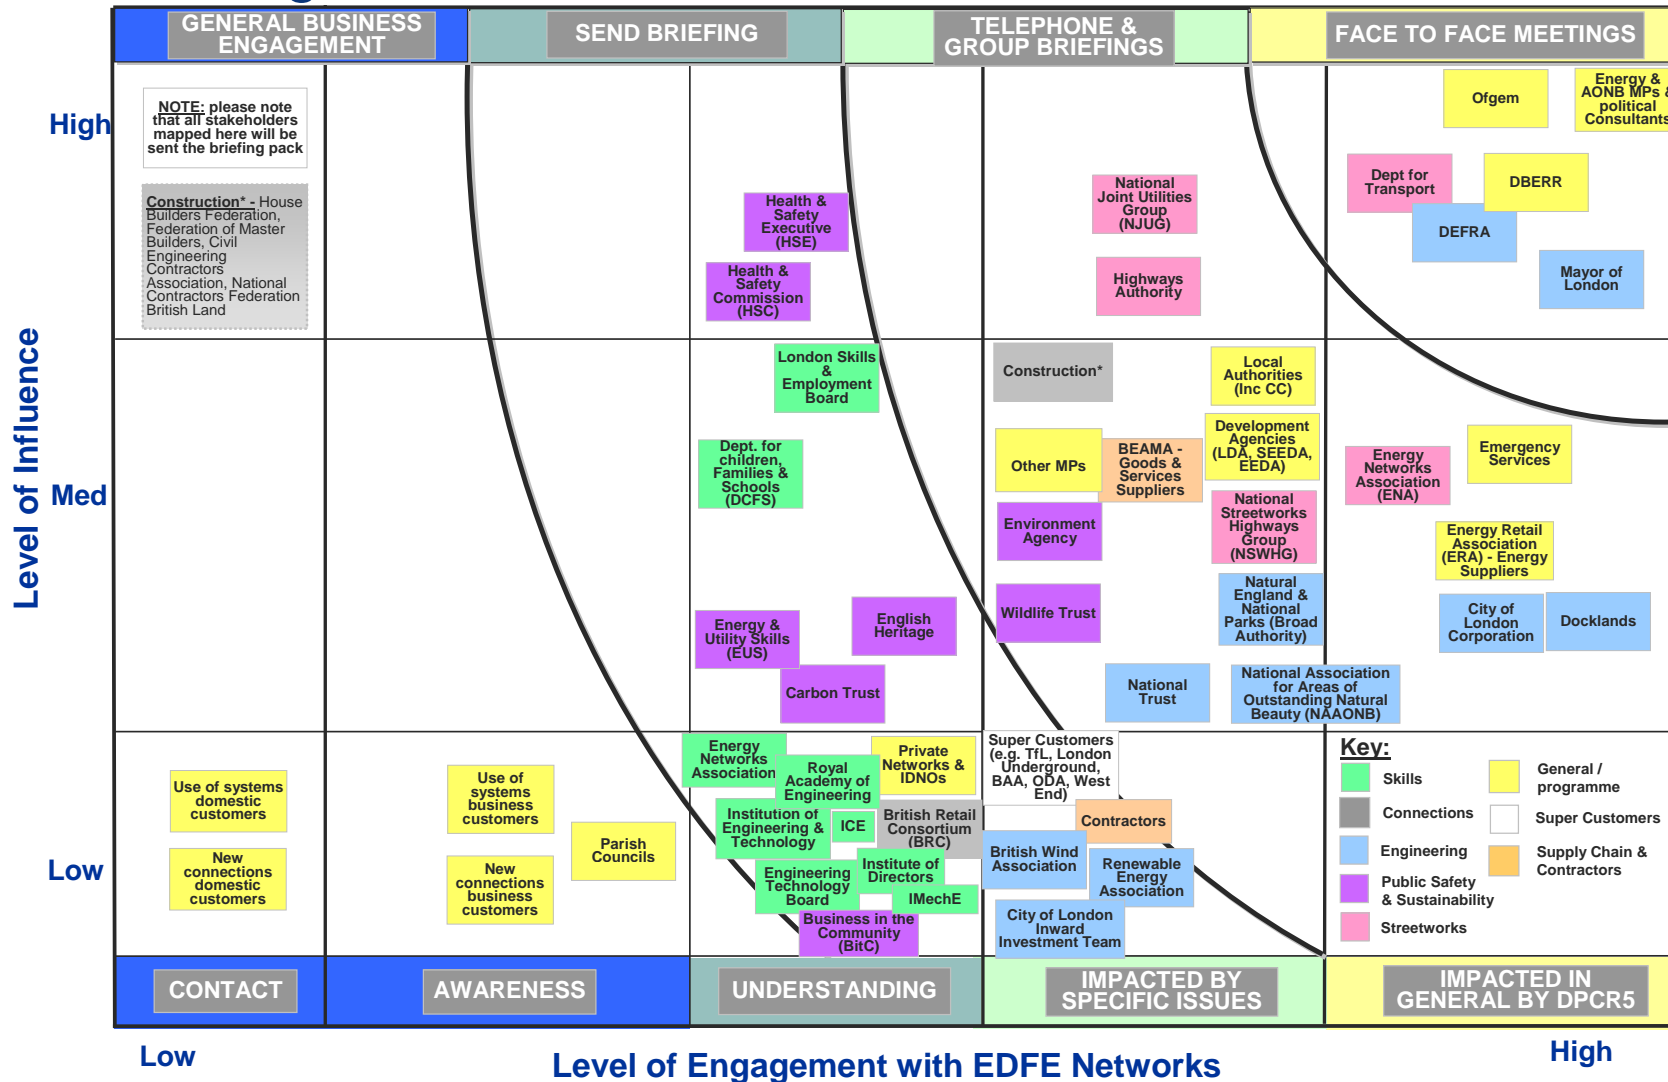 GENERAL BUSINESS
ENGAGEMENT
SEND BRIEFING
TELEPHONE &
GROUP BRIEFINGS
FACE TO FACE MEETINGS
High
NOTE: please note
that all stakeholders
mapped here will be
sent the briefing pack
Construction* - House
Builders Federation,
Federation of Master
Builders, Civil
Engineering
Contractors
Association, National
Contractors Federation
British Land
Health &
Safety
Executive
(HSE)
Health &
Safety
Commission
(HSC)
National
Joint Utilities
Group
(NJUG)
Highways
Authority
Ofgem
Energy &
AONB MPs &
political
Consultants
Dept for
Transport
DBERR
DEFRA
Mayor of
London
Level of Influence
Med
London Skills
&
Employment
Board
Dept. for
children,
Families &
Schools
(DCFS)
Energy &
Utility Skills
(EUS)
English
Heritage
Carbon Trust
Construction*
Local
Authorities
(Inc CC)
Other MPs
BEAMA -
Goods &
Services
Suppliers
Development
Agencies
(LDA, SEEDA,
EEDA)
Environment
Agency
National
Streetworks
Highways
Group
(NSWHG)
Wildlife Trust
Natural
England &
National
Parks (Broad
Authority)
National
Trust
National Association
for Areas of
Outstanding Natural
Beauty (NAAONB)
Energy
Networks
Association
(ENA)
Emergency
Services
Energy Retail
Association
(ERA) - Energy
Suppliers
City of
London
Corporation
Docklands
Low
Use of systems
domestic
customers
New
connections
domestic
customers
Use of
systems
business
customers
New
connections
business
customers
Parish
Councils
Energy
Networks
Association
Royal
Academy of
Engineering
Private
Networks &
IDNOs
Institution of
Engineering &
Technology
ICE
British Retail
Consortium
(BRC)
Engineering
Technology
Board
Institute of
Directors
IMechE
Business in the
Community
(BitC)
Super Customers
(e.g. TfL, London
Underground,
BAA, ODA, West
End)
Contractors
British Wind
Association
Renewable
Energy
Association
City of London
Inward
Investment Team
Key:
Skills
Connections
Engineering
Public Safety
& Sustainability
Streetworks
General /
programme
Super Customers
Supply Chain &
Contractors
CONTACT
AWARENESS
UNDERSTANDING
IMPACTED BY
SPECIFIC ISSUES
IMPACTED IN
GENERAL BY DPCR5
Low
Level of Engagement with EDFE Networks
High